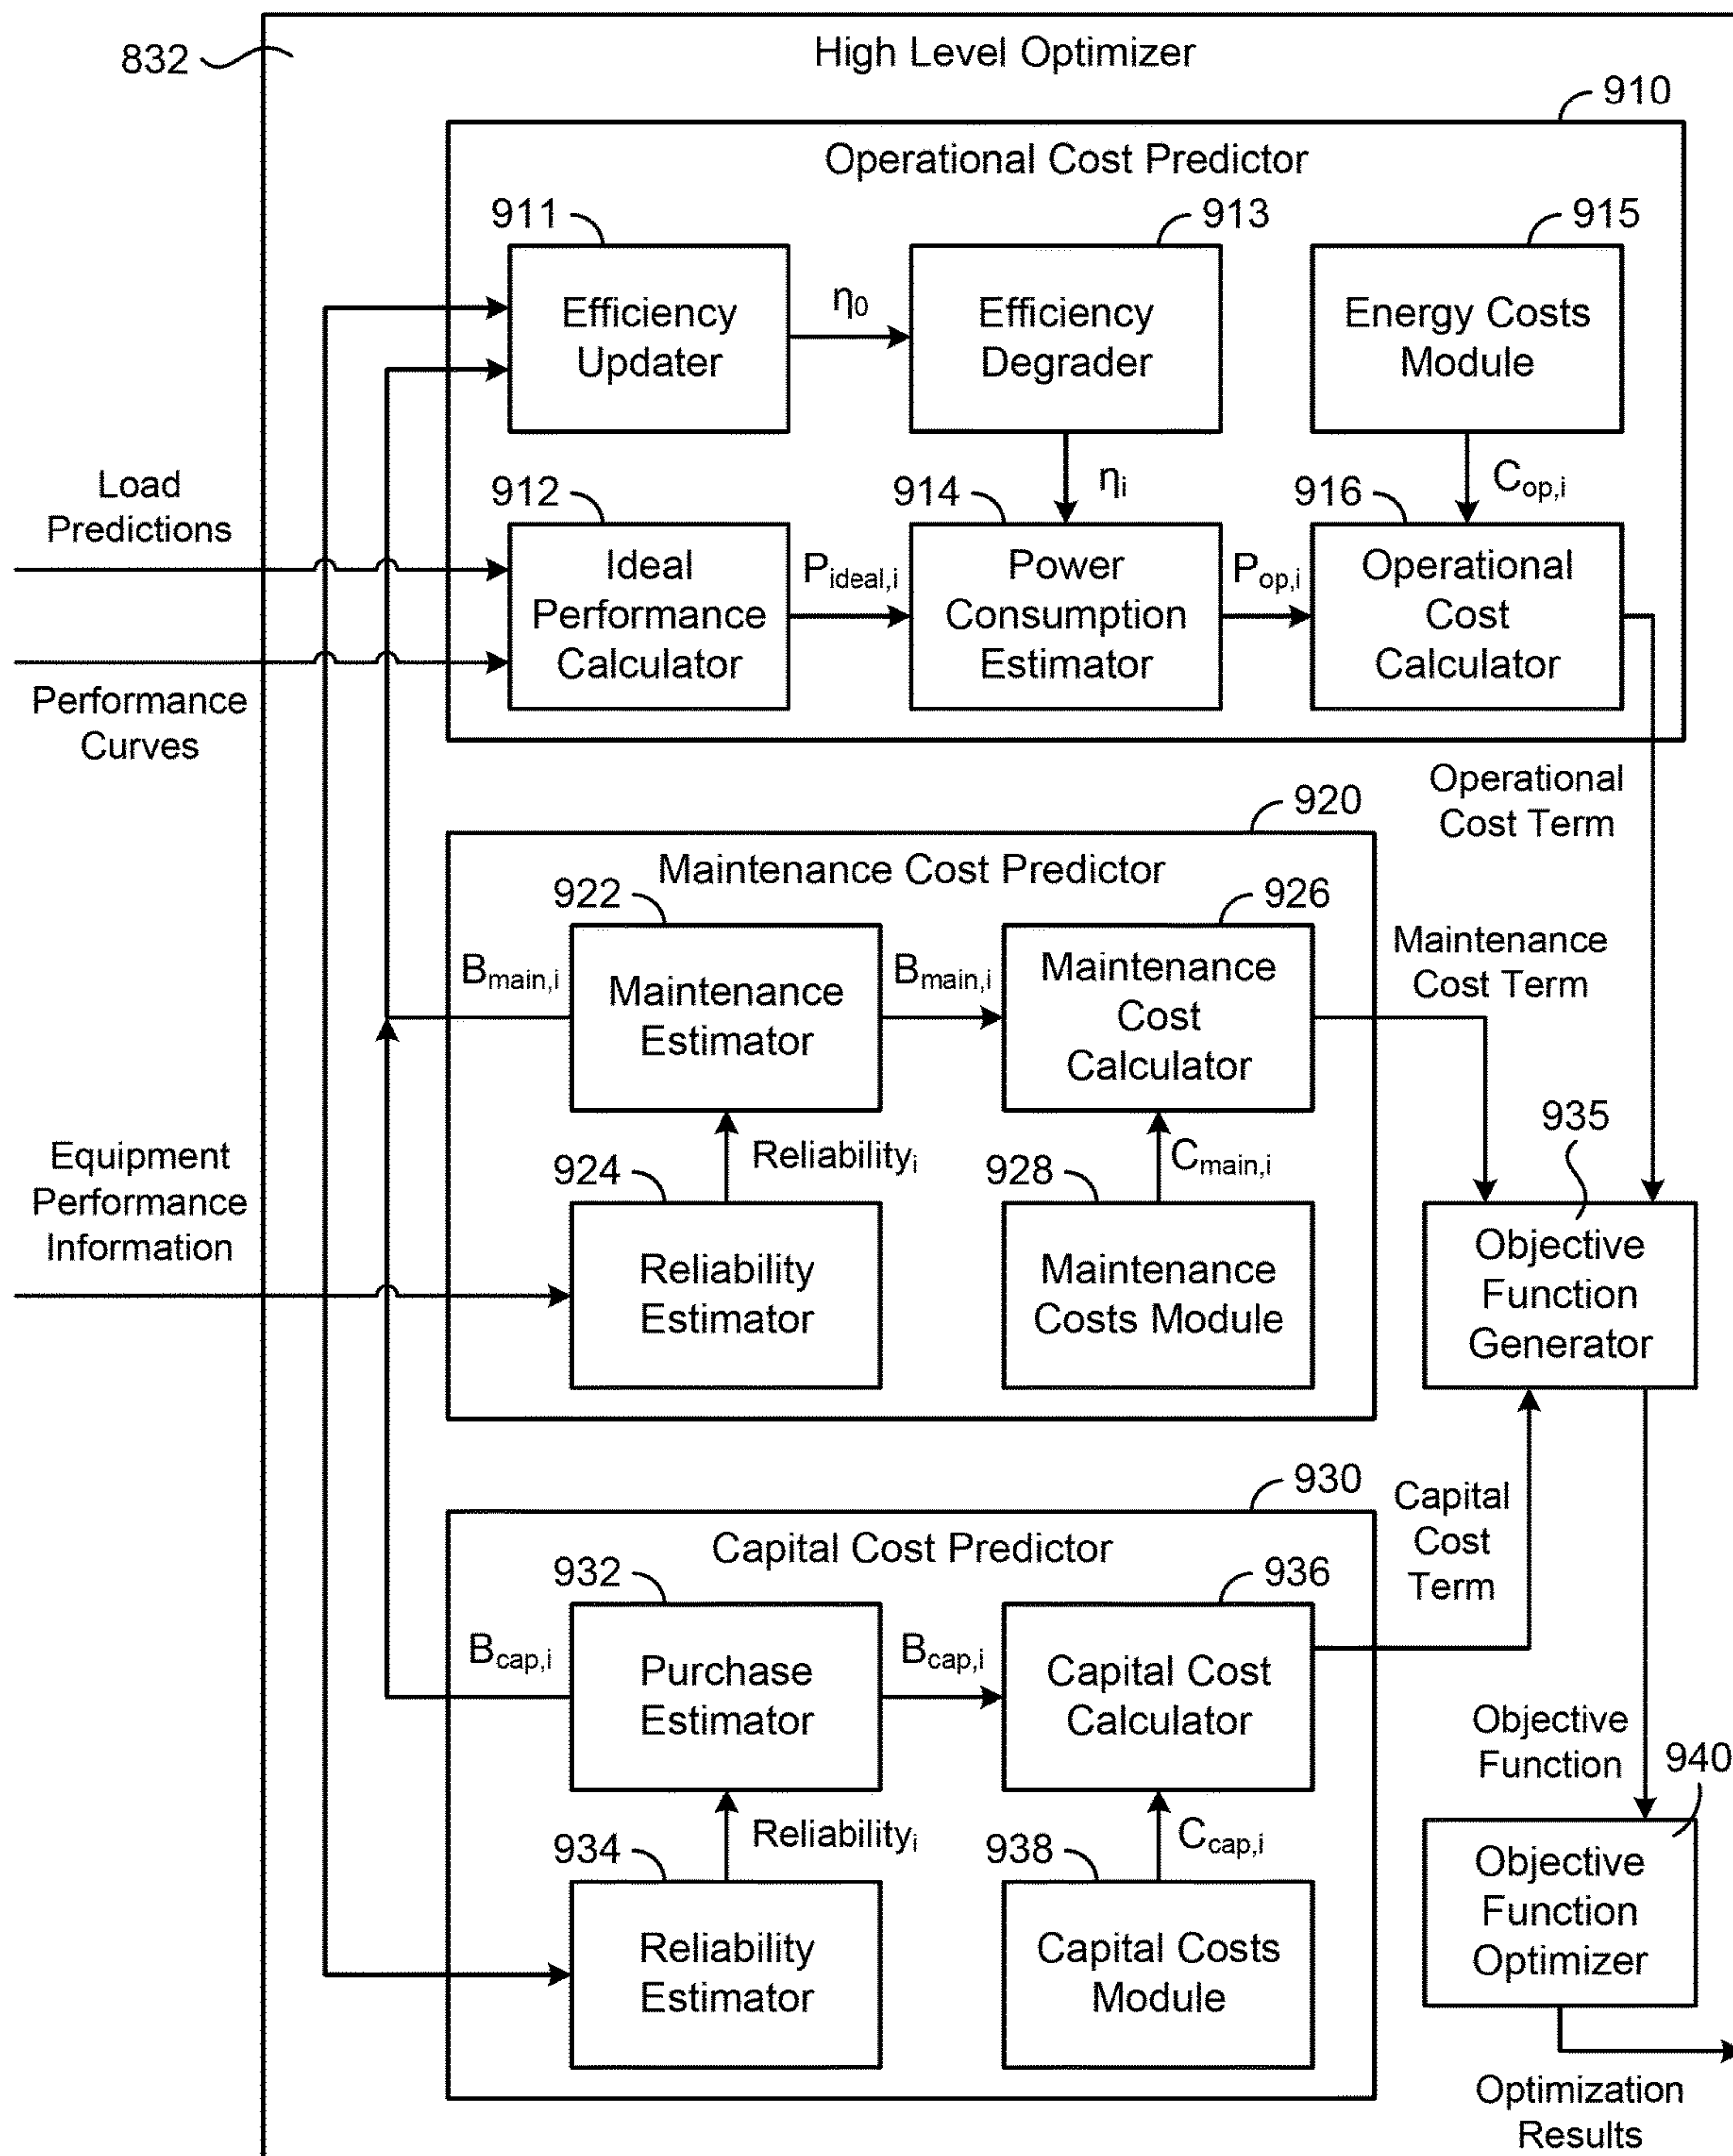 832
High Level Optimizer
910
Operational Cost Predictor
911
Efficiency
Updater
η0
913
Efficiency
Degrader
915
Energy Costs
Module
ηi
Cop,i
Load
Predictions
Performance
Curves
912
Ideal
Performance
Calculator
Pideal,i
914
Power
Consumption
Estimator
Pop,i
916
Operational
Cost
Calculator
Operational
Cost Term
920
Maintenance Cost Predictor
922
Bmain,i
Maintenance
Estimator
Bmain,i
926
Maintenance
Cost
Calculator
Maintenance
Cost Term
Equipment
Performance
Information
924
Reliabilityi
Reliability
Estimator
928
Cmain,i
Maintenance
Costs Module
935
Objective
Function
Generator
930
Capital Cost Predictor
932
Bcap,i
Purchase
Estimator
Bcap,i
936
Capital Cost
Calculator
Capital
Cost
Term
934
Reliabilityi
Reliability
Estimator
938
Ccap,i
Capital Costs
Module
Objective
Function
940
Objective
Function
Optimizer
Optimization
Results